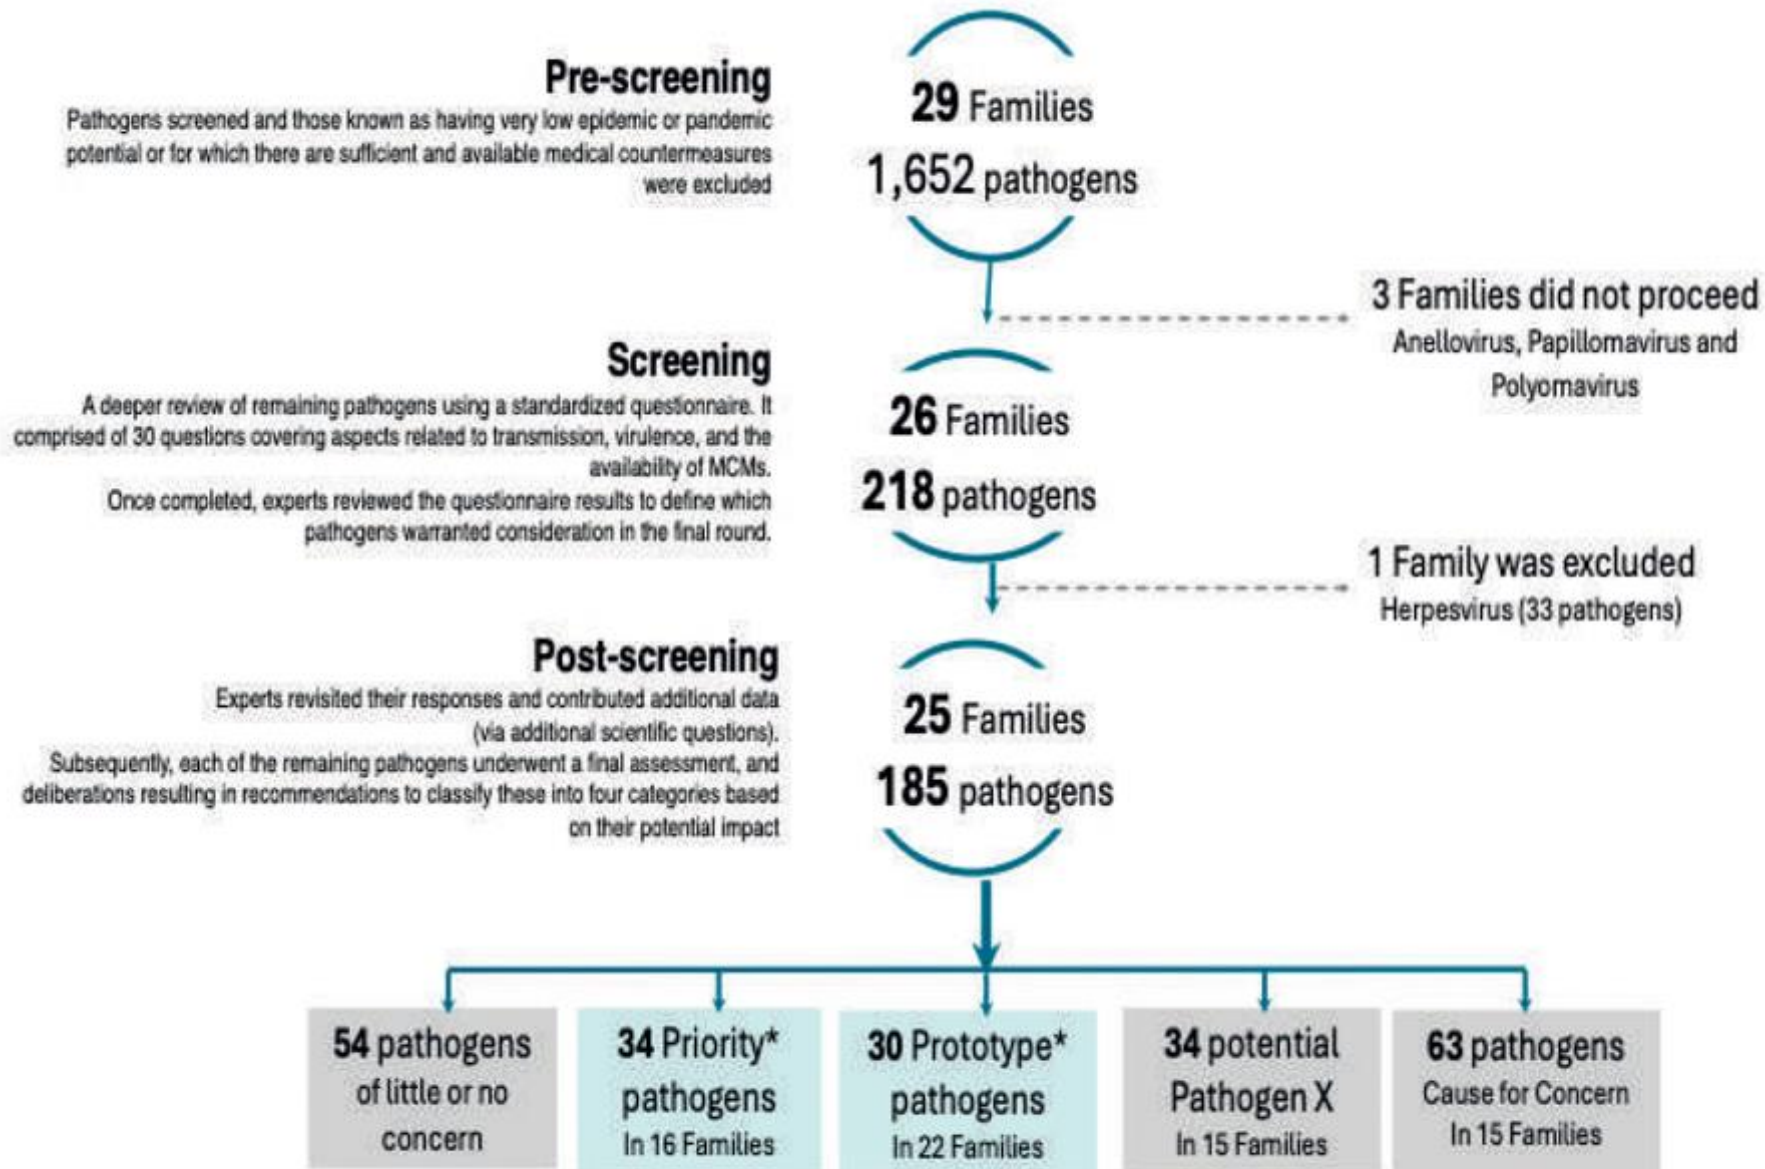 Pre-screening
Pathogens screened and those known as having very low epidemic or pandemic
potential or for which there are sufficient and available medical countermeasures
were excluded
29 Families
1,652 pathogens
3 Families did not proceed
Anellovirus, Papillomavirus and
Polyomavirus
Screening
A deeper review of remaining pathogens using a standardized questionnaire. It
comprised of 30 questions covering aspects related to transmission, virulence, and the
availability of MCMs.
Once completed, experts reviewed the questionnaire results to define which
pathogens warranted consideration in the final round.
26 Families
218 pathogens
1 Family was excluded
Herpesvirus (33 pathogens)
Post-screening
Experts revisited their responses and contributed additional data
(via additional scientific questions).
Subsequently, each of the remaining pathogens underwent a final assessment, and
deliberations resulting in recommendations to classify these into four categories based
on their potential impact
25 Families
185 pathogens
54 pathogens
of little or no
concern
34 Priority*
pathogens
In 16 Families
30 Prototype*
pathogens
In 22 Families
34 potential
Pathogen X
In 15 Families
63 pathogens
Cause for Concern
In 15 Families